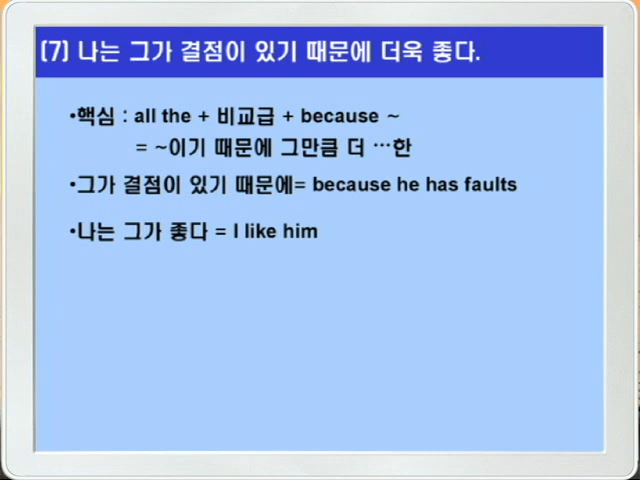 (7) 나는 그가 결점이 있기 때문에 더욱 좋다.
•핵심 : all the + 비교급 + because ~
= ~이기 때문에 그만큼 더 …한
•그가 결점이 있기 때문에= because he has faults
•나는 그가 좋다 = I like him